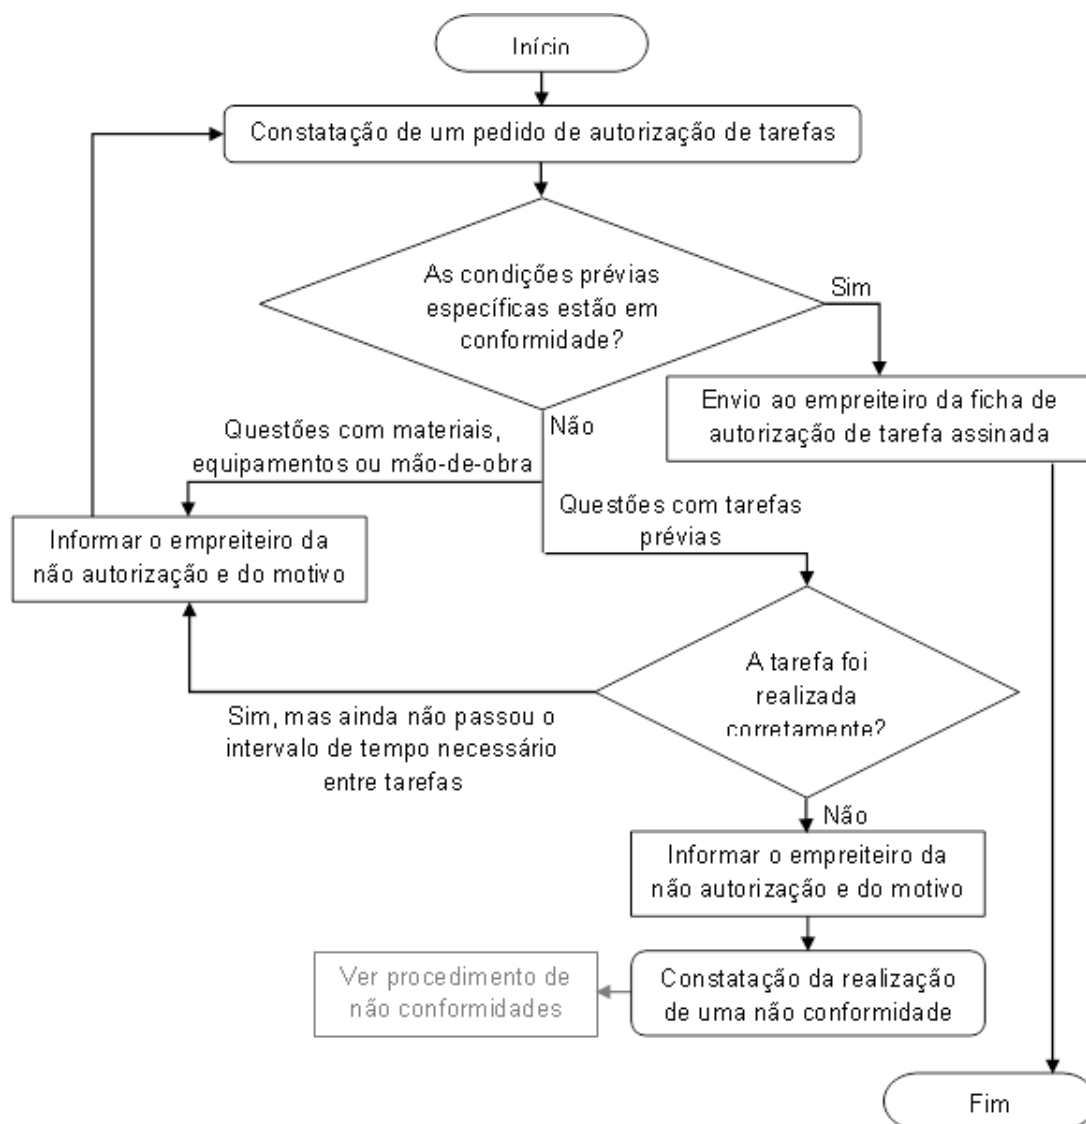 Início
Constatação de um pedido de autorização de tarefas
As condições prévias
específicas estão em
conformidade?
Sim
Envio ao empreiteiro da ficha de
autorização de tarefa assinada
Não
Questões com materiais,
equipamentos ou mão-de-obra
Questões com tarefas
prévias
Informar o empreiteiro da
não autorização e do motivo
A tarefa foi
realizada
corretamente?
Sim, mas ainda não passou o
intervalo de tempo necessário
entre tarefas
Não
Informar o empreiteiro da
não autorização e do motivo
Ver procedimento de
não conformidades
Constatação da realização
de uma não conformidade
Fim